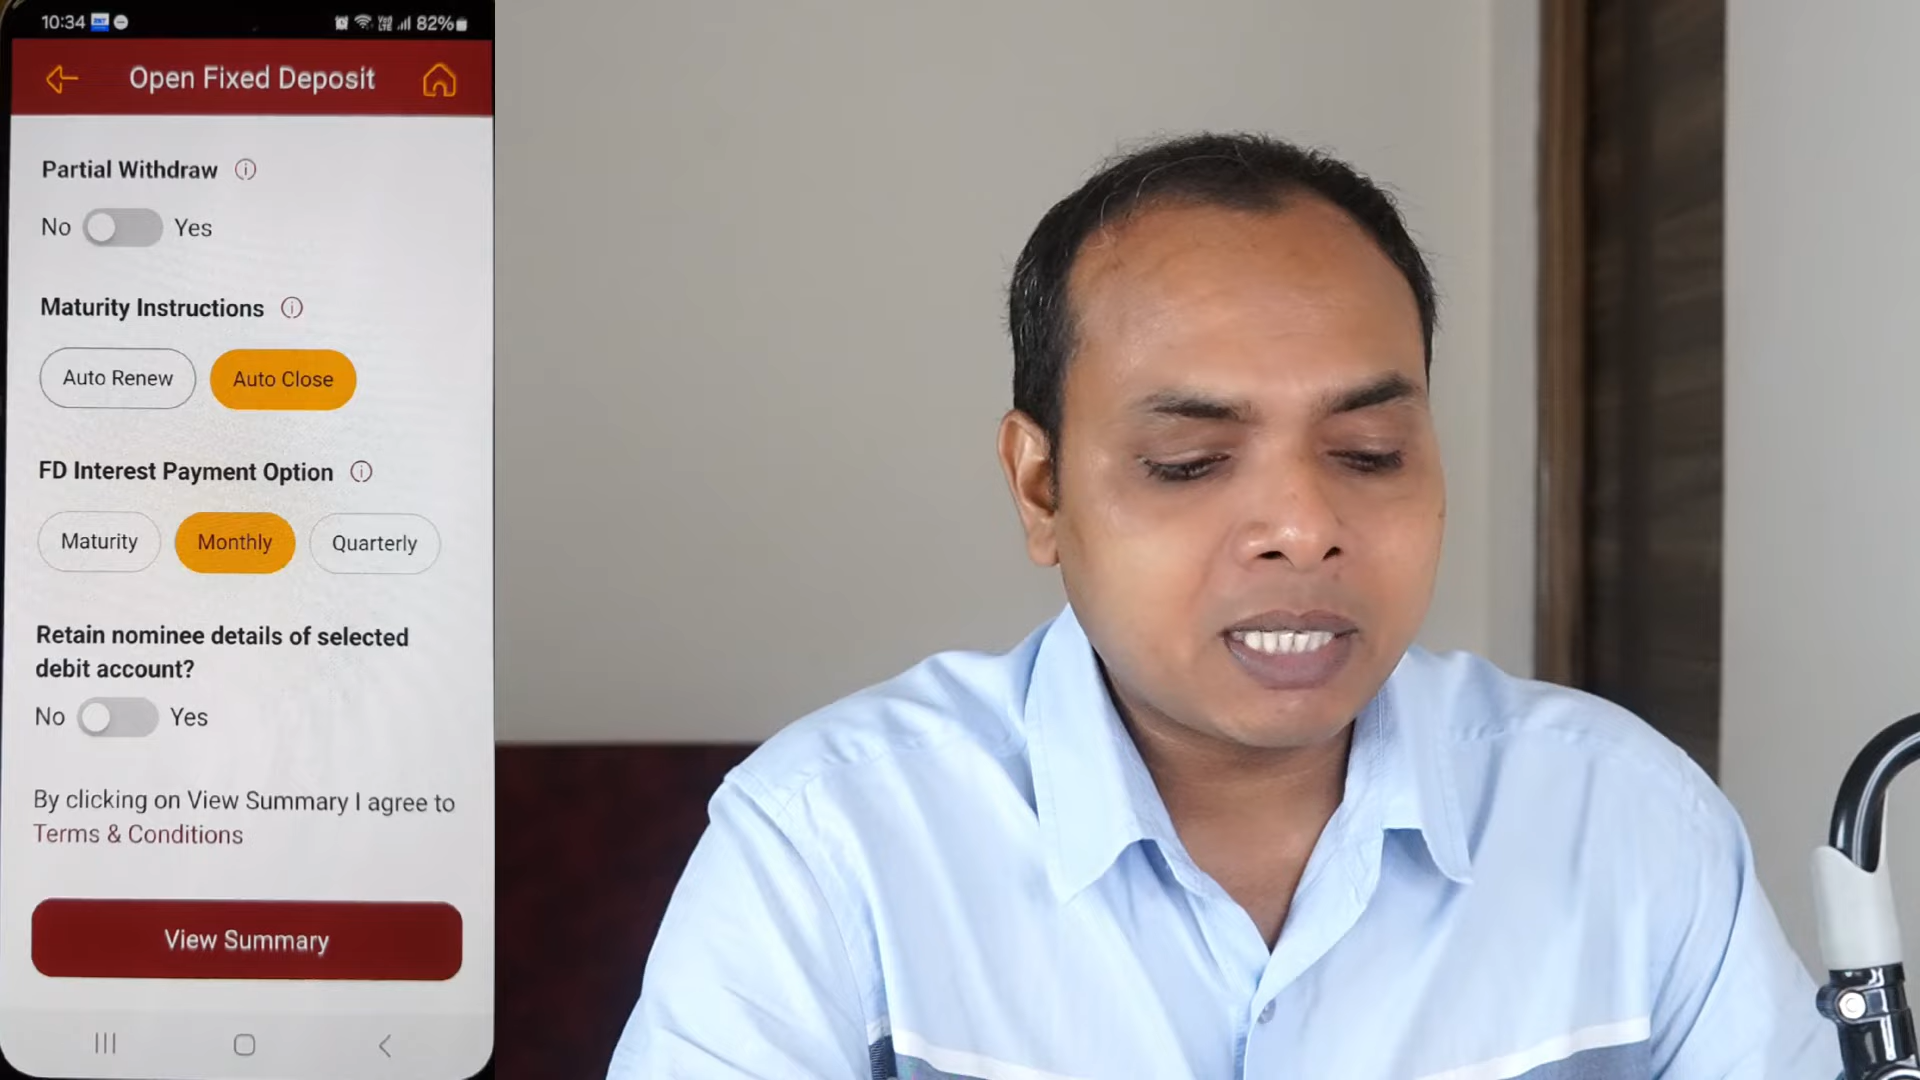 10:34 82%
Open Fixed Deposit
Partial Withdraw
No Yes
Maturity Instructions
Auto Renew Auto Close
FD Interest Payment Option
Maturity Monthly Quarterly
Retain nominee details of selected
debit account?
No Yes
By clicking on View Summary I agree to
Terms & Conditions
View Summary